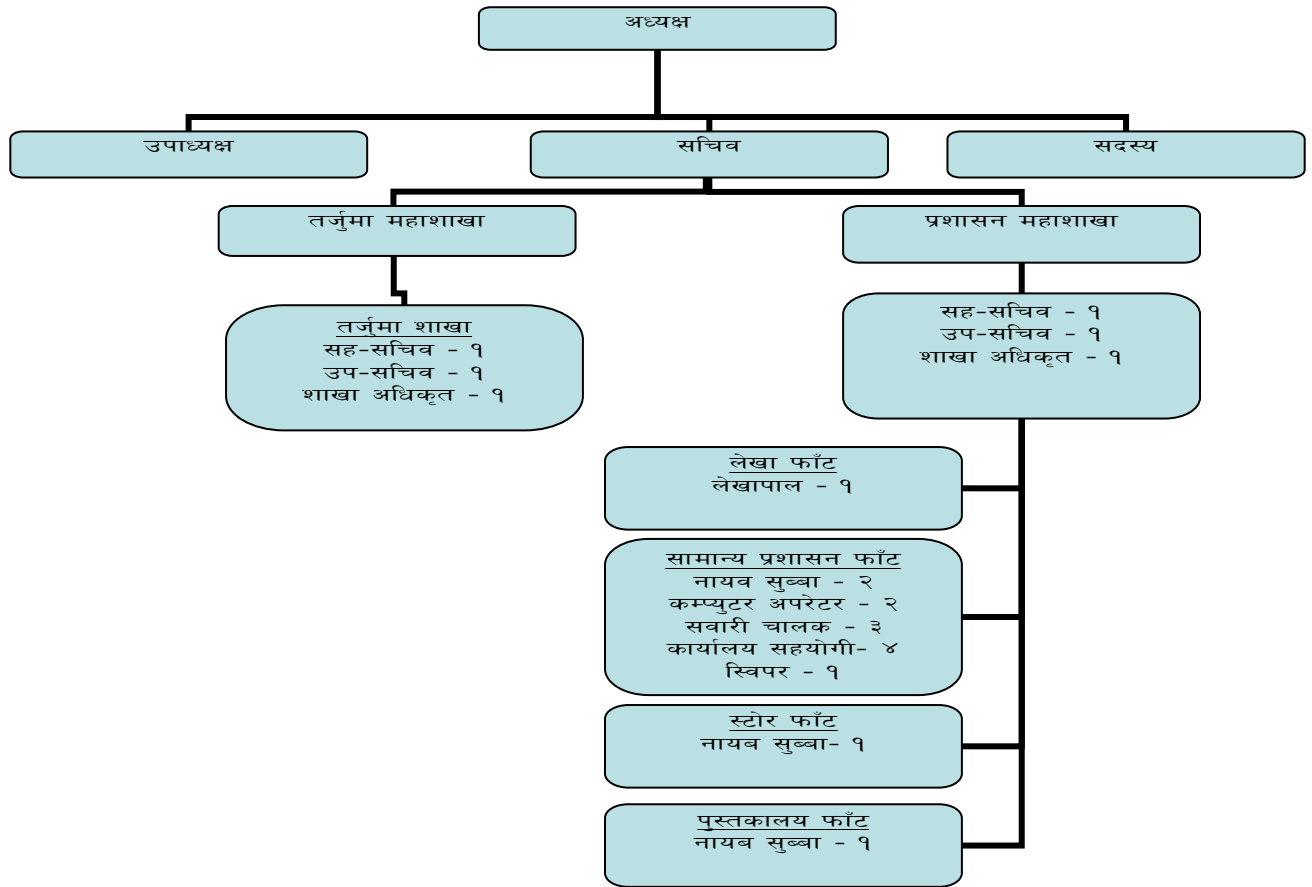 अध्यक्ष
उपाध्यक्ष
सचिव
सदस्य
तर्जुमा महाशाखा
प्रशासन महाशाखा
तर्जुमा शाखा
सह-सचिव - १
उप-सचिव - १
शाखा अधिकृत - १
सह-सचिव - १
उप-सचिव - १
शाखा अधिकृत - १
लेखा फाँट
लेखापाल - १
सामान्य प्रशासन फाँट
नायव सुब्बा - २
कम्प्युटर अपरेटर - २
सवारी चालक - ३
कार्यालय सहयोगी- ४
स्विपर - १
स्टोर फाँट
नायब सुब्बा- १
पुस्तकालय फाँट
नायब सुब्बा - १